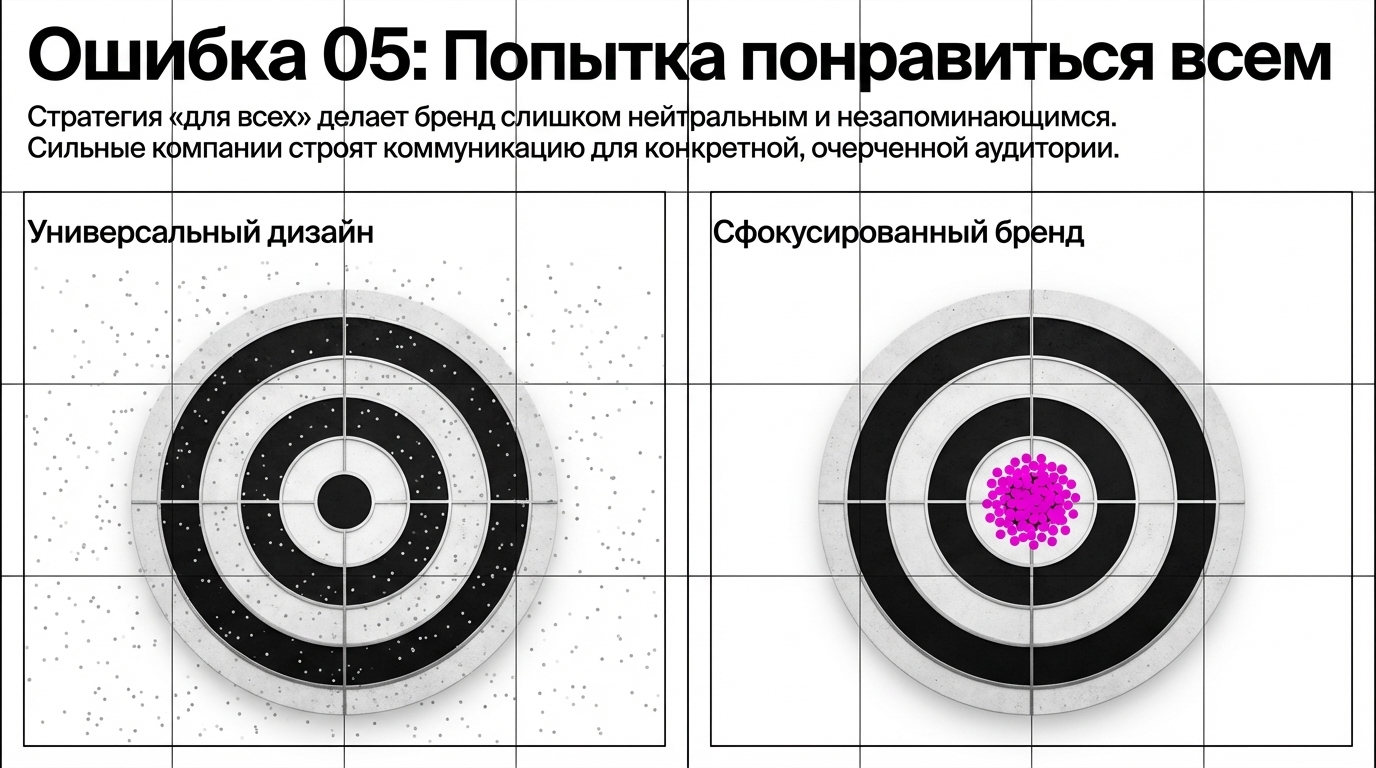 Ошибка 05: Попытка понравиться всем
Стратегия «для всех» делает бренд слишком нейтральным и незапоминающимся.
Сильные компании строят коммуникацию для конкретной, очерченной аудитории.
Универсальный дизайн
Сфокусированный бренд